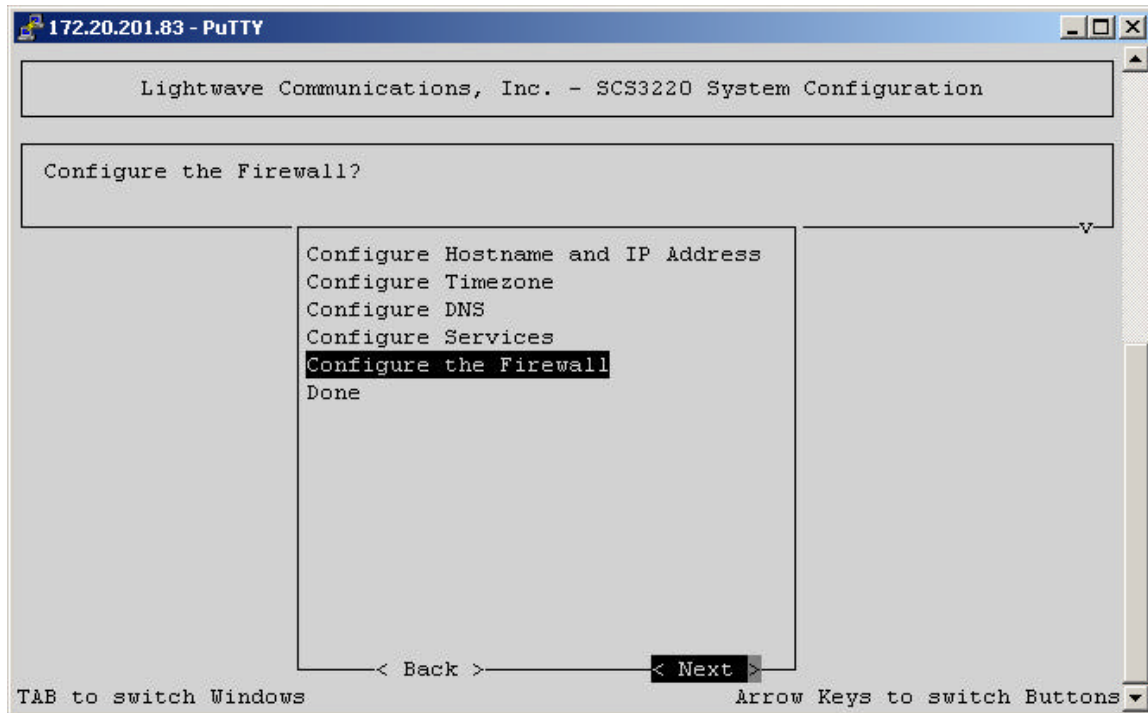 172.20.201.83 - PuTTY
Lightwave Communications, Inc. - SCS3220 System Configuration
Configure the Firewall?
v
Configure Hostname and IP Address
Configure Timezone
Configure DNS
Configure Services
Configure the Firewall
Done
< Back > < Next >
TAB to switch Windows Arrow Keys to switch Buttons